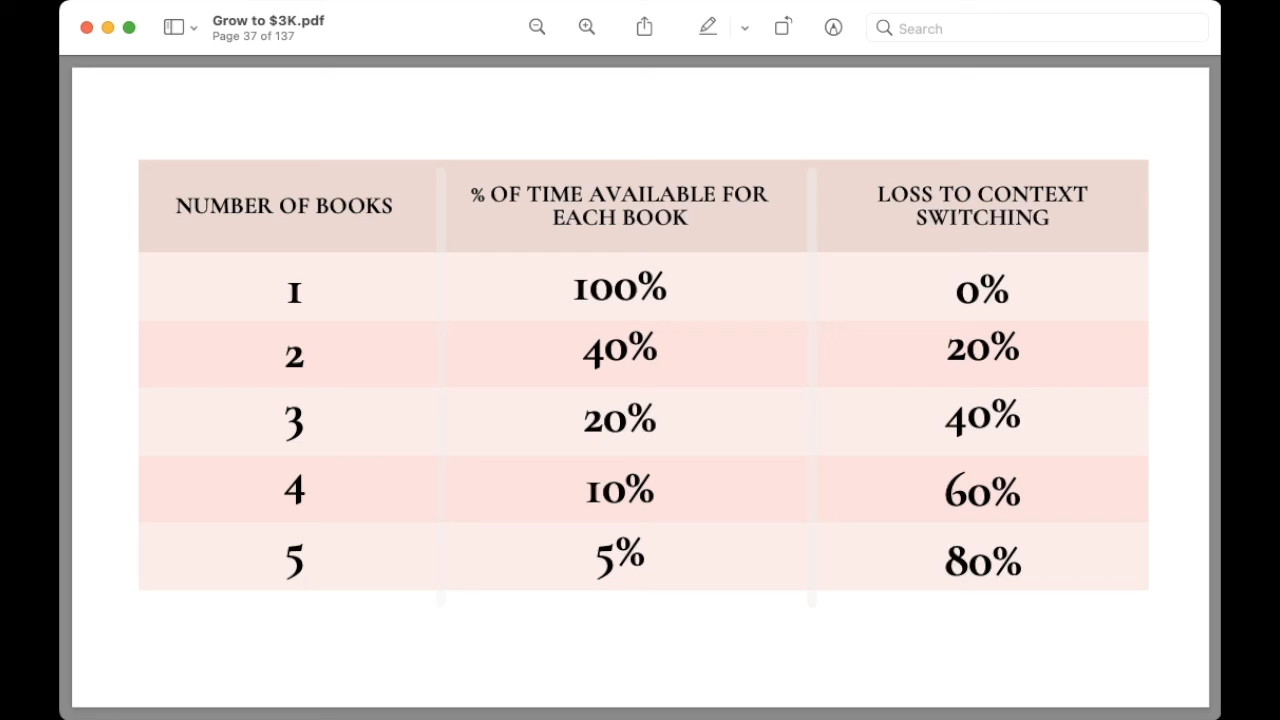 Grow to $3K.pdf
Page 37 of 137
Search
NUMBER OF BOOKS
% OF TIME AVAILABLE FOR
EACH BOOK
LOSS TO CONTEXT
SWITCHING
1 100% 0%
2 40% 20%
3 20% 40%
4 10% 60%
5 5% 80%